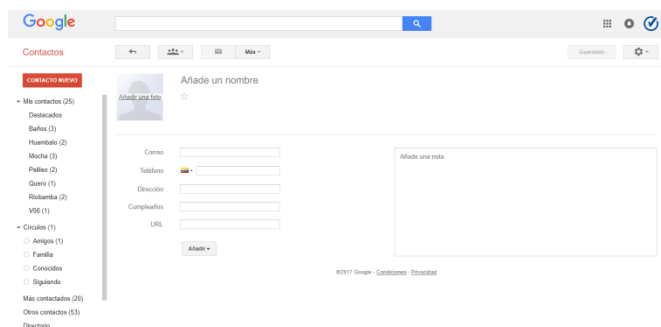 Google
Contactos
Más
Guardado
CONTACTO NUEVO
Mis contactos (25)
Destacados
Baños (3)
Huambalo (2)
Mocha (3)
Pelileo (2)
Quero (1)
Riobamba (2)
V06 (1)
Círculos (1)
Amigos (1)
Familia
Conocidos
Siguiendo
Más contactados (20)
Otros contactos (53)
Directorio
Añadir una foto
Añade un nombre
Correo
Teléfono
Dirección
Cumpleaños
URL
Añadir
Añade una nota
©2017 Google - Condiciones - Privacidad